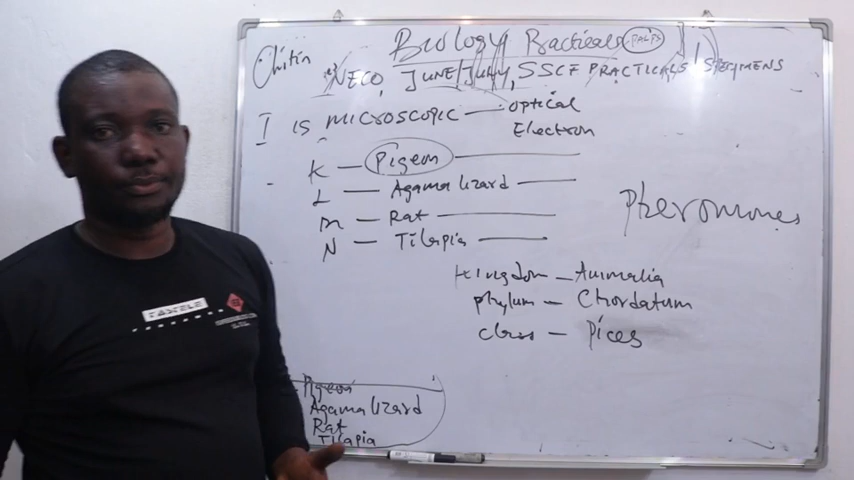 Chitin
Biology Practicals PALPS
NECO, JUNE/JULY, SSCE PRACTICALS SPECIMENS
I is microscopic — optical
Electron
K — Pigeon
L — Agama lizard
M — Rat
N — Tilapia
Pheromones
Kingdom — Animalia
phylum — Chordatum
class — Pices
Pigeon
Agama lizard
Rat
Tilapia